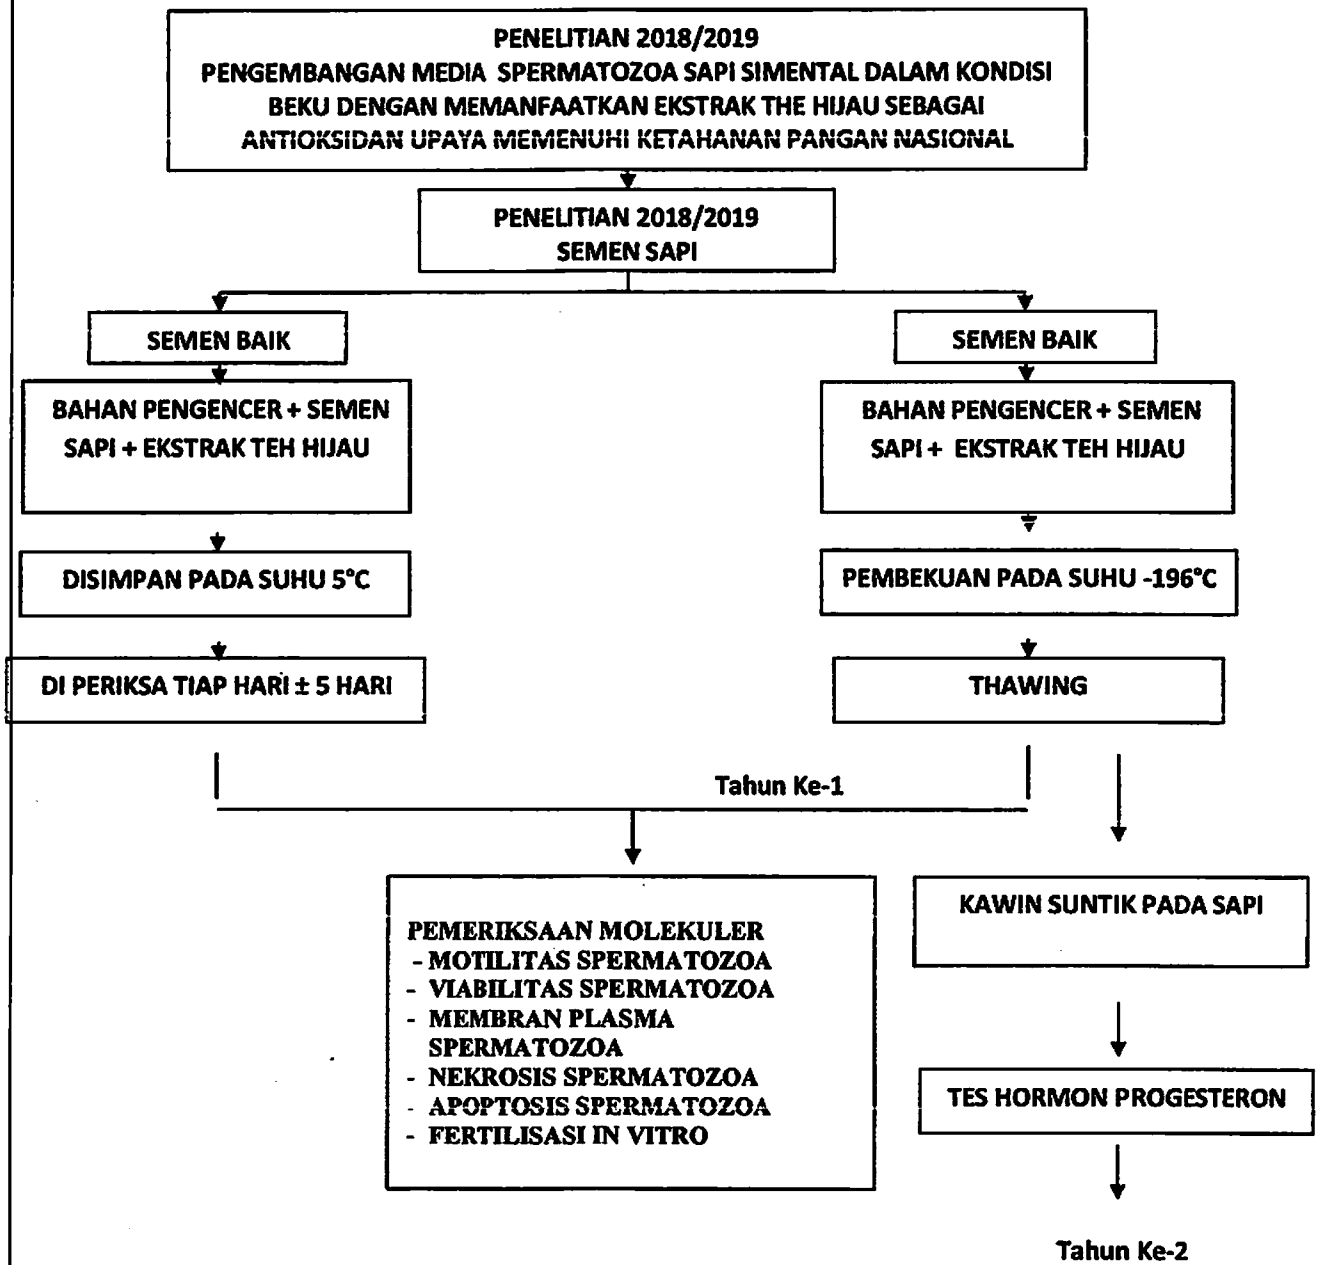 PENELITIAN 2018/2019
PENGEMBANGAN MEDIA SPERMATOZOA SAPI SIMENTAL DALAM KONDISI
BEKU DENGAN MEMANFAATKAN EKSTRAK THE HIJAU SEBAGAI
ANTIOKSIDAN UPAYA MEMENUHI KETAHANAN PANGAN NASIONAL
PENELITIAN 2018/2019
SEMEN SAPI
SEMEN BAIK
SEMEN BAIK
BAHAN PENGENCER + SEMEN
SAPI + EKSTRAK TEH HIJAU
BAHAN PENGENCER + SEMEN
SAPI + EKSTRAK TEH HIJAU
DISIMPAN PADA SUHU 5°C
PEMBEKUAN PADA SUHU -196°C
DI PERIKSA TIAP HARI ± 5 HARI
THAWING
Tahun Ke-1
PEMERIKSAAN MOLEKULER
- MOTILITAS SPERMATOZOA
- VIABILITAS SPERMATOZOA
- MEMBRAN PLASMA
SPERMATOZOA
- NEKROSIS SPERMATOZOA
- APOPTOSIS SPERMATOZOA
- FERTILISASI IN VITRO
KAWIN SUNTIK PADA SAPI
TES HORMON PROGESTERON
Tahun Ke-2